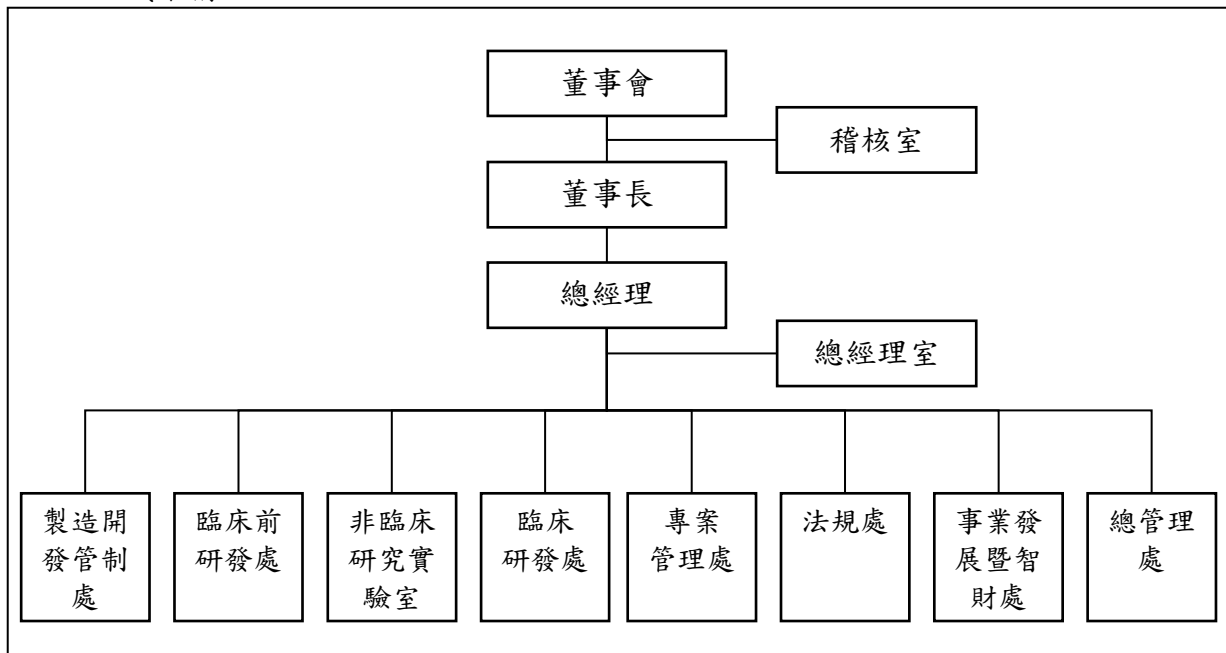 董事會
稽核室
董事長
總經理
總經理室
製造開
發管制
處
臨床前
研發處
非臨床
研究實
驗室
臨床
研發處
專案
管理處
法規處
事業發
展暨智
財處
總管理
處